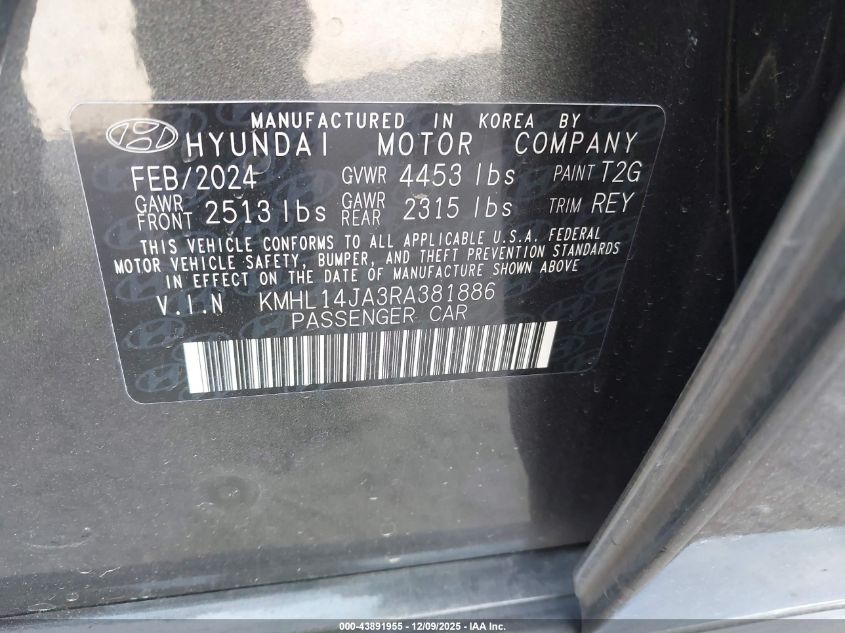 MANUFACTURED IN KOREA BY
HYUNDAI MOTOR COMPANY
FEB/2024 GVWR 4453 lbs PAINT T2G
GAWR FRONT 2513 lbs GAWR REAR 2315 lbs TRIM REY
THIS VEHICLE CONFORMS TO ALL APPLICABLE U.S.A. FEDERAL
MOTOR VEHICLE SAFETY, BUMPER, AND THEFT PREVENTION STANDARDS
IN EFFECT ON THE DATE OF MANUFACTURE SHOWN ABOVE
V.I.N KMHL14JA3RA381886
PASSENGER CAR
000-43891955 - 12/09/2025 - IAA Inc.